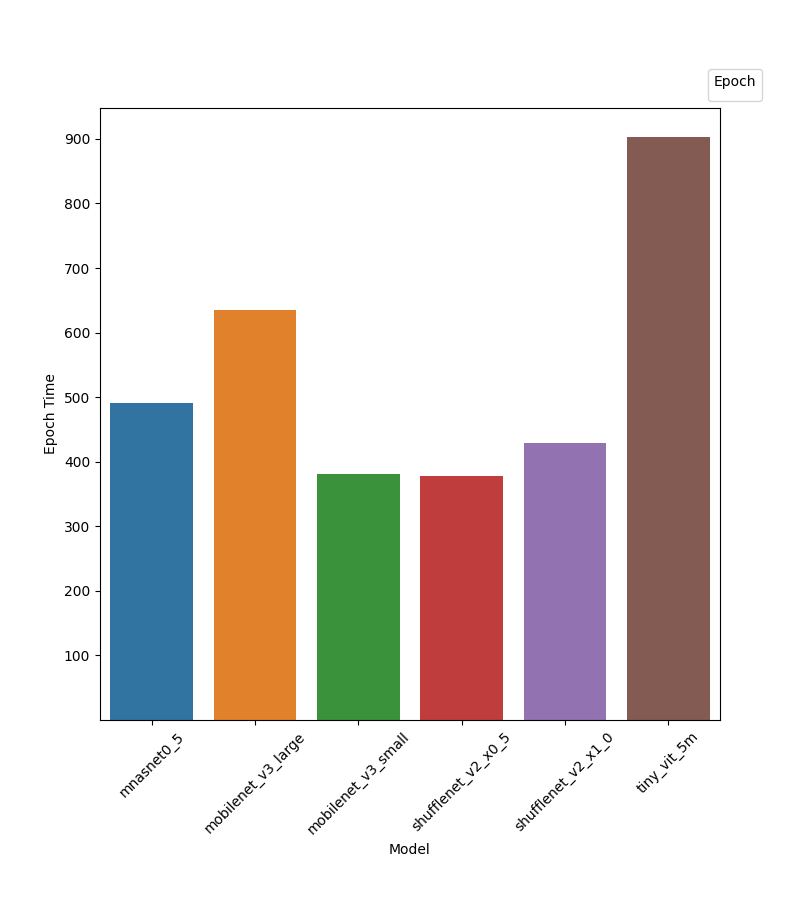 Epoch
900
800
700
600
500
400
300
200
100
Epoch Time
mnasnet0_5
mobilenet_v3_large
mobilenet_v3_small
shufflenet_v2_x0_5
shufflenet_v2_x1_0
tiny_vit_5m
Model